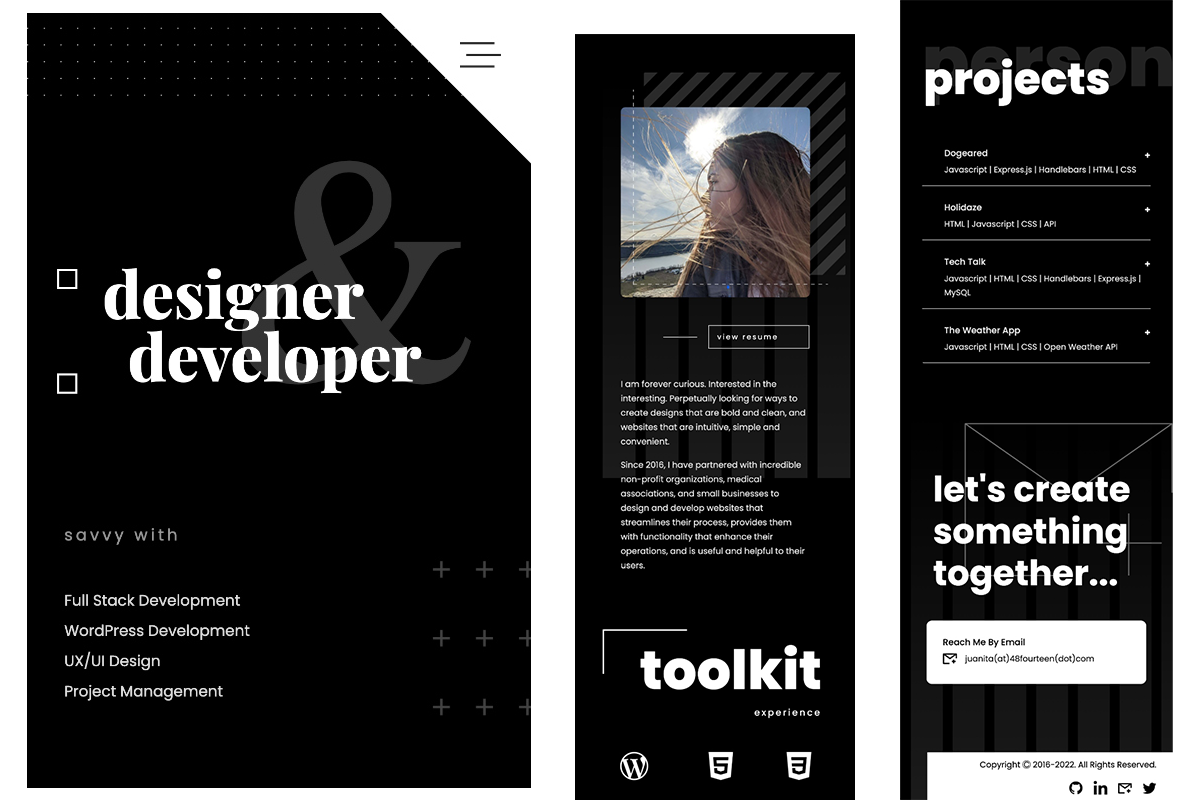 &
designer
developer
savvy with
Full Stack Development
WordPress Development
UX/UI Design
Project Management
view resume
I am forever curious. Interested in the
interesting. Perpetually looking for ways to
create designs that are bold and clean, and
websites that are intuitive, simple and
convenient.
Since 2016, I have partnered with incredible
non-profit organizations, medical
associations, and small businesses to
design and develop websites that
streamlines their process, provides them
with functionality that enhance their
operations, and is useful and helpful to their
users.
toolkit
experience
person
projects
Dogeared
+
Javascript | Express.js | Handlebars | HTML | CSS
Holidaze
+
HTML | Javascript | CSS | API
Tech Talk
+
Javascript | HTML | CSS | Handlebars | Express.js |
MySQL
The Weather App
+
Javascript | HTML | CSS | Open Weather API
let's create
something
together...
Reach Me By Email
juanita(at)48fourteen(dot)com
Copyright © 2016-2022. All Rights Reserved.